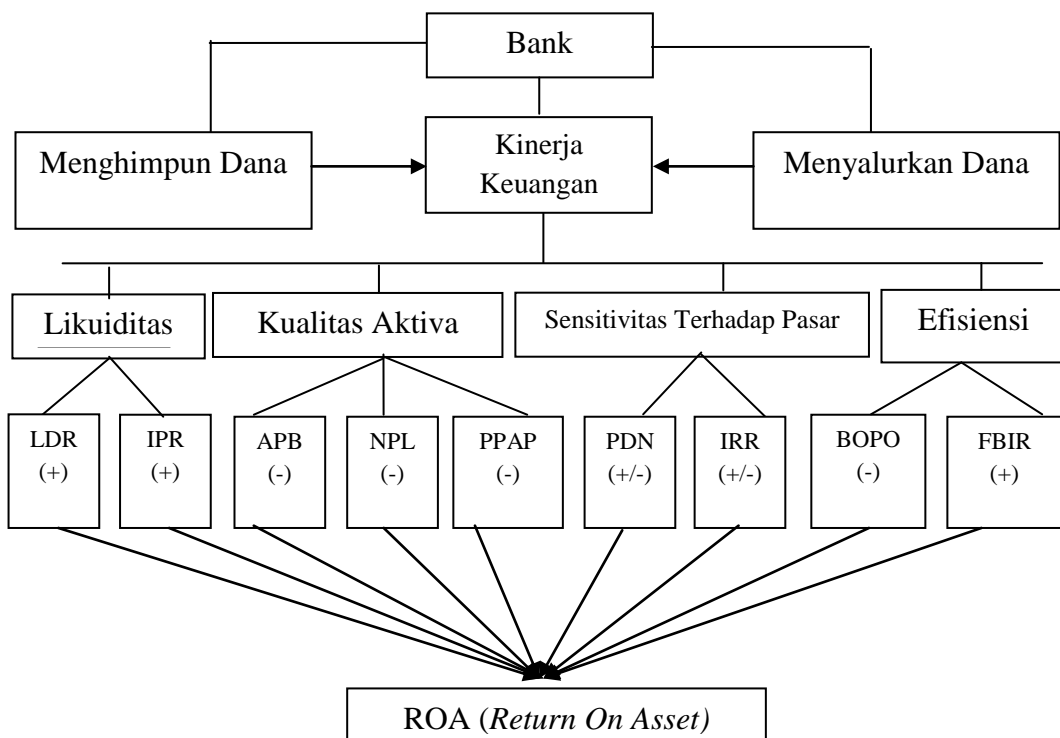 Bank
Menghimpun Dana
Kinerja
Keuangan
Menyalurkan Dana
Likuiditas
Kualitas Aktiva
Sensitivitas Terhadap Pasar
Efisiensi
LDR
(+)
IPR
(+)
APB
(-)
NPL
(-)
PPAP
(-)
PDN
(+/-)
IRR
(+/-)
BOPO
(-)
FBIR
(+)
ROA (Return On Asset)